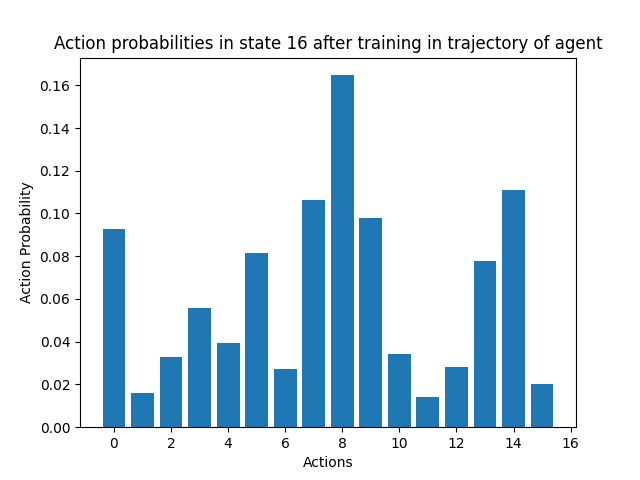 Action probabilities in state 16 after training in trajectory of agent
0.16
0.14
0.12
0.10
0.08
0.06
0.04
0.02
0.00
Action Probability
0 2 4 6 8 10 12 14 16
Actions